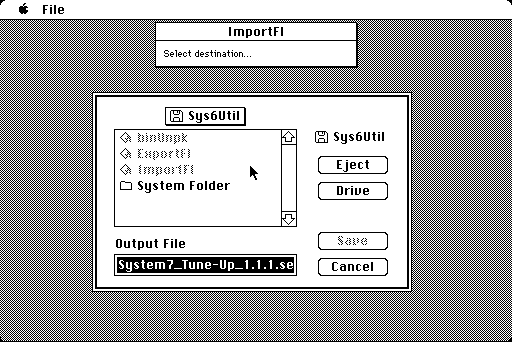 File
ImportFl
Select destination...
Sys6Util
binUnpk
ExportFl
ImportFl
System Folder
Sys6Util
Eject
Drive
Output File
System7_Tune-Up_1.1.1.se
Save
Cancel